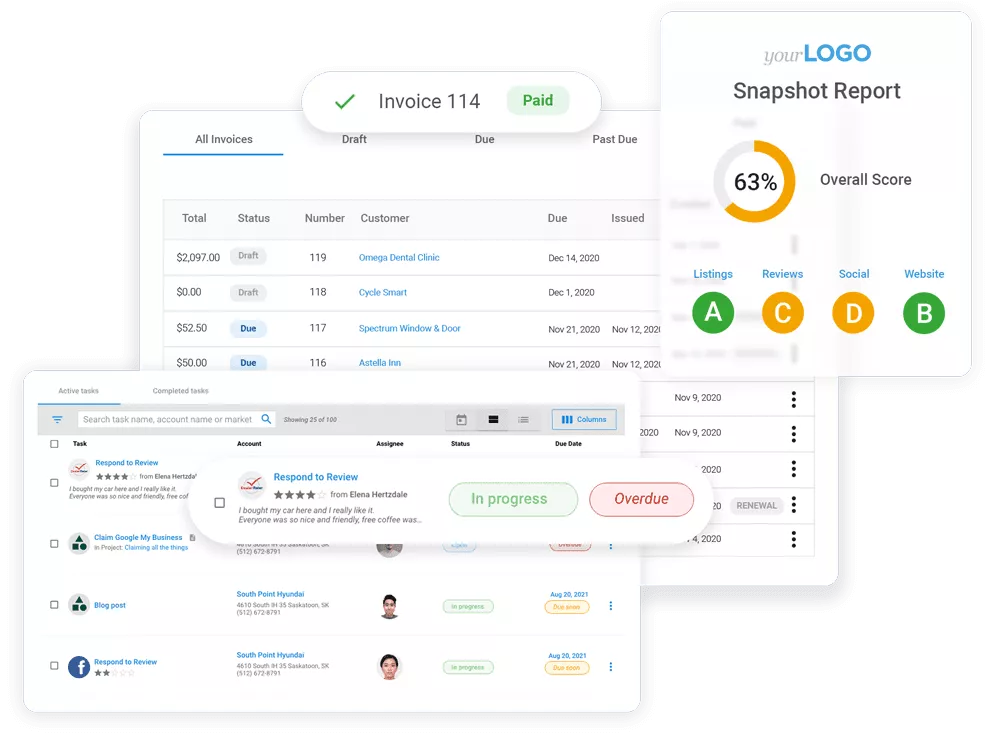 yourLOGO
Snapshot Report
63%
Overall Score
Listings Reviews Social Website
A C D B
Invoice 114 Paid
All Invoices Draft Due Past Due
Total Status Number Customer Due Issued
$2,097.00 Draft 119 Omega Dental Clinic Dec 14, 2020
$0.00 Draft 118 Cycle Smart Dec 1, 2020
$52.50 Due 117 Spectrum Window & Door Nov 21, 2020 Nov 12, 2020
$50.00 Due 116 Astella Inn Nov 21, 2020 Nov 12, 2020
Nov 9, 2020
2020 Nov 9, 2020
2020
20 RENEWAL
4, 2020
Active tasks Completed tasks
Search task name, account name or market
Showing 25 of 100
Columns
Task Account Assignee Status Due Date
Respond to Review
from Elena Hertzdal
I bought my car here and I really like it.
Everyone was so nice and friendly, free cof
Respond to Review
from Elena Hertzdale
I bought my car here and I really like it.
Everyone was so nice and friendly, free coffee was...
In progress
Overdue
Claim Google My Business
In Project: Claiming all the things
4610 South IH 35 Saskatoon, SK
(512) 672-8791
Overdue
Blog post
South Point Hyundai
4610 South IH 35 Saskatoon, SK
(512) 672-8791
In progress
Aug 20, 2021
Due soon
Respond to Review
South Point Hyundai
4610 South IH 35 Saskatoon, SK
(512) 672-8791
In progress
Aug 20, 2021
Due soon